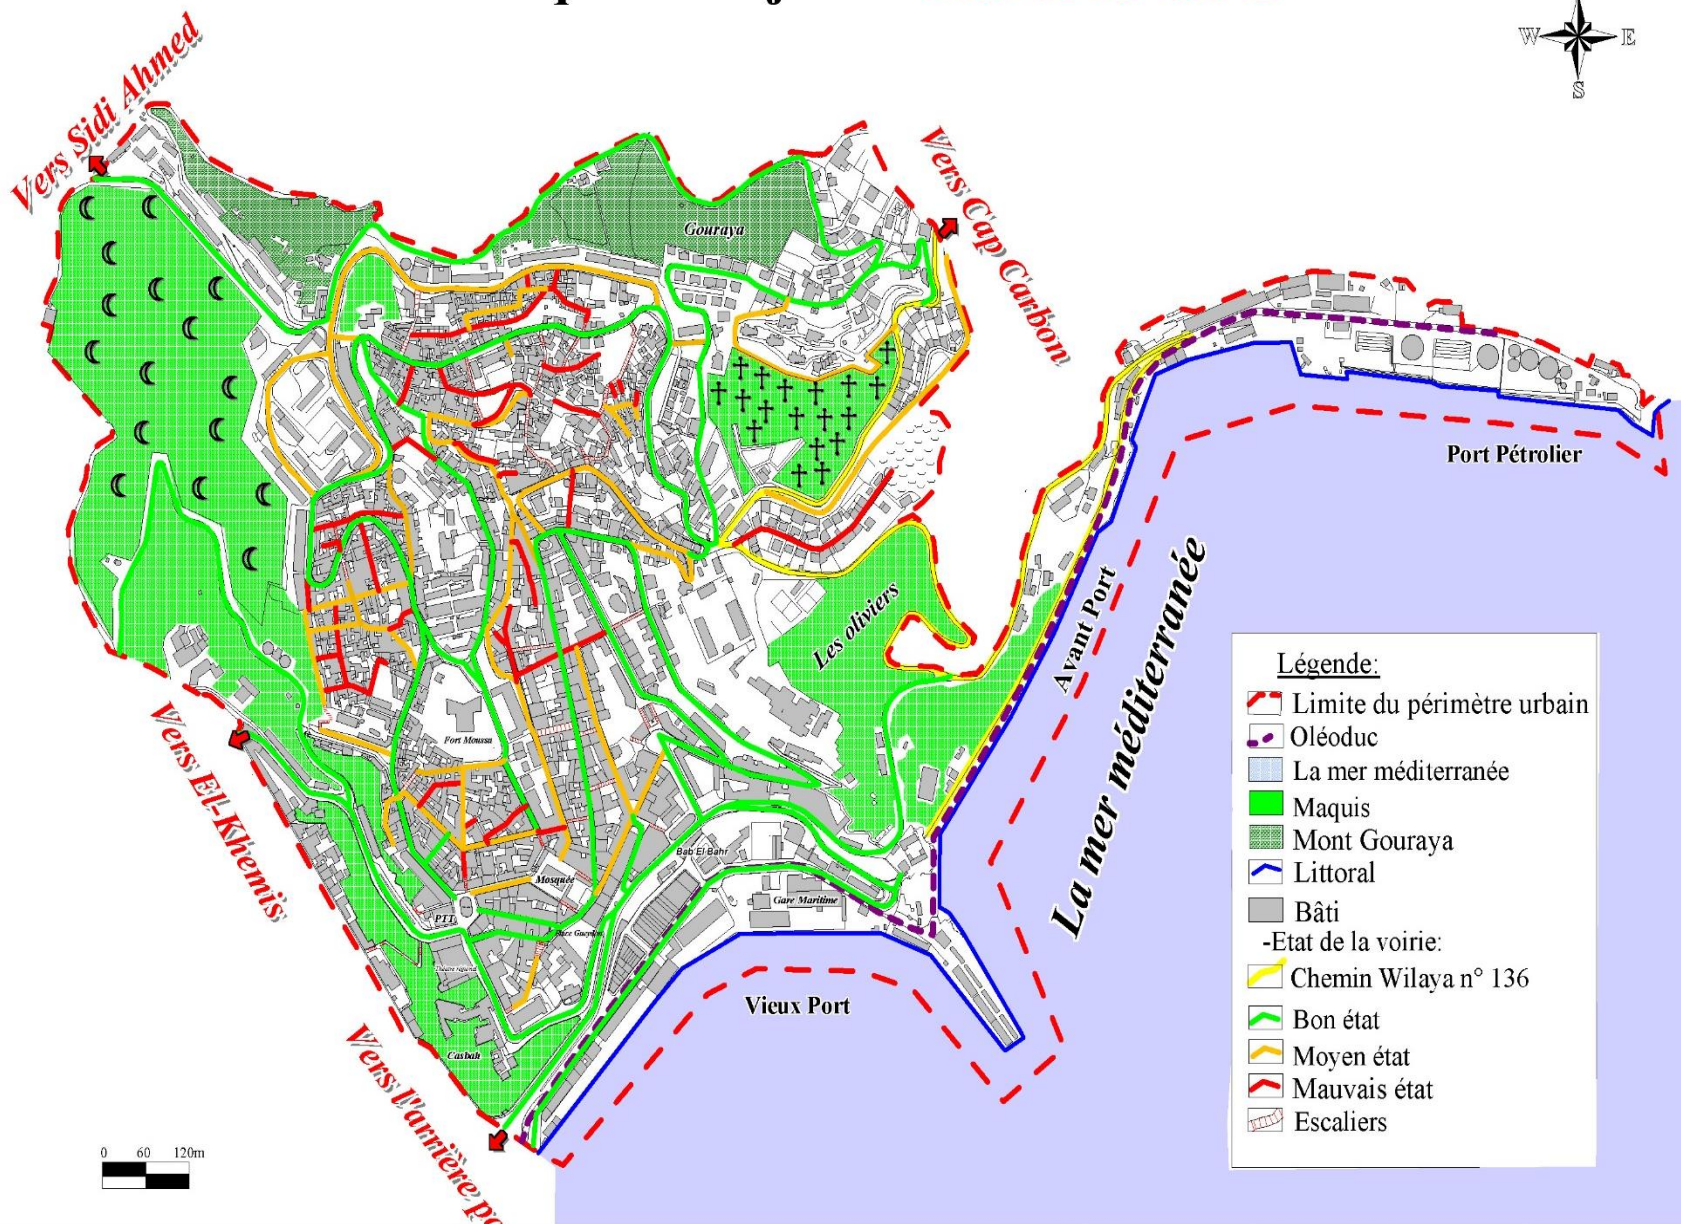 W E
S
Vers Sidi Ahmed
Vers Cap Carbon
Gouraya
Port Pétrolier
Avant Port
La mer méditerranée
Les oliviers
Fort Moussa
Vers El-Khemis
Bab El Bahr
Mosquée
Gare Maritime
PTT
Place Gueydon
Vieux Port
Casbah
Vers l'arrière
0 60 120m
Légende:
Limite du périmètre urbain
Oléoduc
La mer méditerranée
Maquis
Mont Gouraya
Littoral
Bâti
-Etat de la voirie:
Chemin Wilaya n° 136
Bon état
Moyen état
Mauvais état
Escaliers